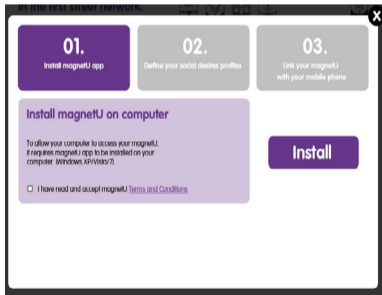 in the first street network.
X
01.
Install magnetU app
02.
Define your social desires profiles
03.
Link your magnetU
with your mobile phone
Install magnetU on computer
To allow your computer to access your magnetU,
it requires magnetU app to be installed on your
computer (Windows XP/Vista/7).
I have read and accept magnetU Terms and Conditions
Install